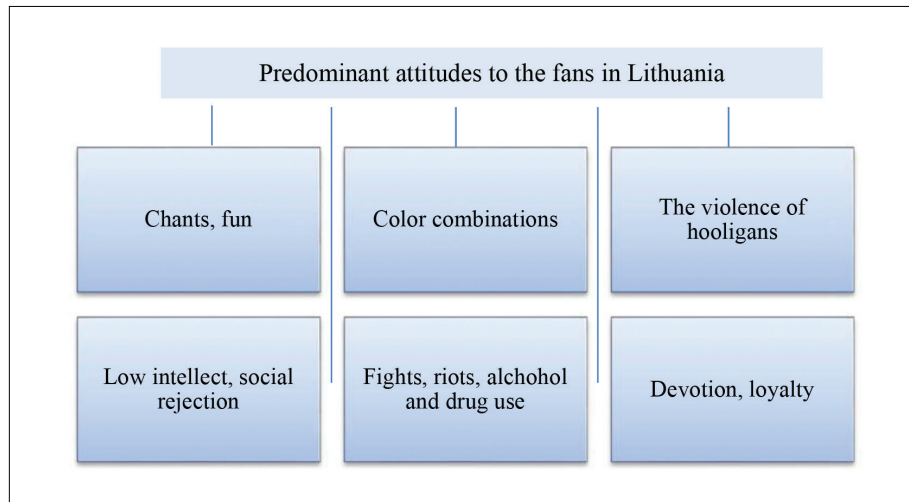 Predominant attitudes to the fans in Lithuania
Chants, fun
Color combinations
The violence of
hooligans
Low intellect, social
rejection
Fights, riots, alchohol
and drug use
Devotion, loyalty